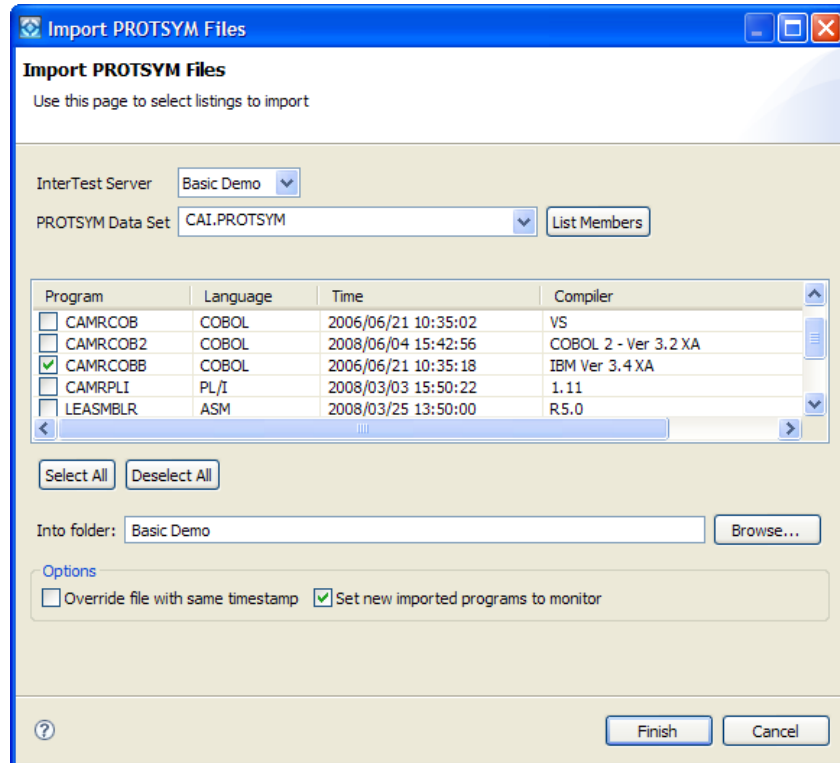 Import PROTSYM Files
Import PROTSYM Files
Use this page to select listings to import
InterTest Server Basic Demo
PROTSYM Data Set CAI.PROTSYM List Members
Program Language Time Compiler
CAMRCOB COBOL 2006/06/21 10:35:02 VS
CAMRCOB2 COBOL 2008/06/04 15:42:56 COBOL 2 - Ver 3.2 XA
CAMRCOBB COBOL 2006/06/21 10:35:18 IBM Ver 3.4 XA
CAMRPLI PL/I 2008/03/03 15:50:22 1.11
LEASMBLR ASM 2008/03/25 13:50:00 R5.0
Select All Deselect All
Into folder: Basic Demo Browse...
Options
Override file with same timestamp Set new imported programs to monitor
? Finish Cancel